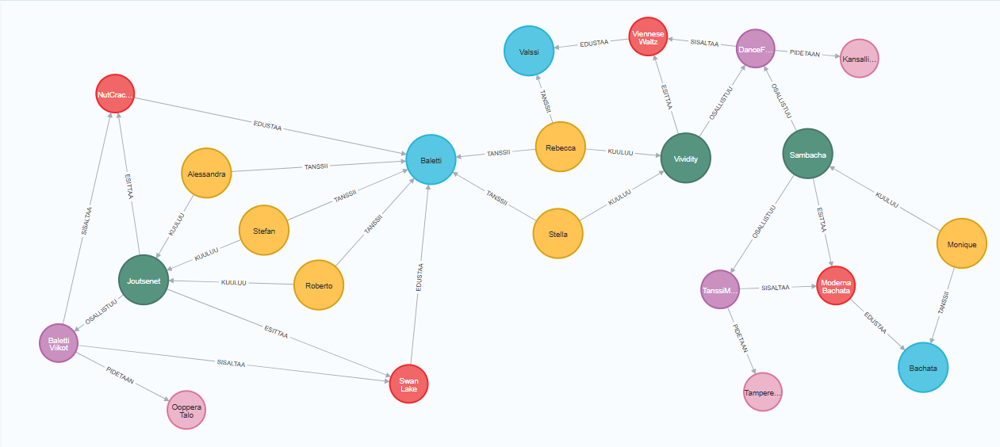 Viennese
Waltz
EDUSTAA
SISALTAA
Valssi
DanceF...
PIDETAAN
Kansalli...
NutCrac...
ESITTAA
OSALLISTUU
OSALLISTUU
TANSSII
EDUSTAA
Rebecca
TANSSII
KUULUU
Vividity
Sambacha
Baletti
Alessandra
TANSSII
ESITTAA
TANSSII
TANSSII
KUULUU
KUULUU
SISALTAA
KUULUU
TANSSII
OSALLISTUU
ESITTAA
Stefan
Stella
Monique
KUULUU
Joutsenet
KUULUU
Roberto
EDUSTAA
TanssiM...
SISALTAA
Moderna
Bachata
TANSSII
OSALLISTUU
ESITTAA
PIDETAAN
EDUSTAA
Baletti
Viikot
SISALTAA
Bachata
PIDETAAN
Swan
Lake
Tampere...
Ooppera
Talo